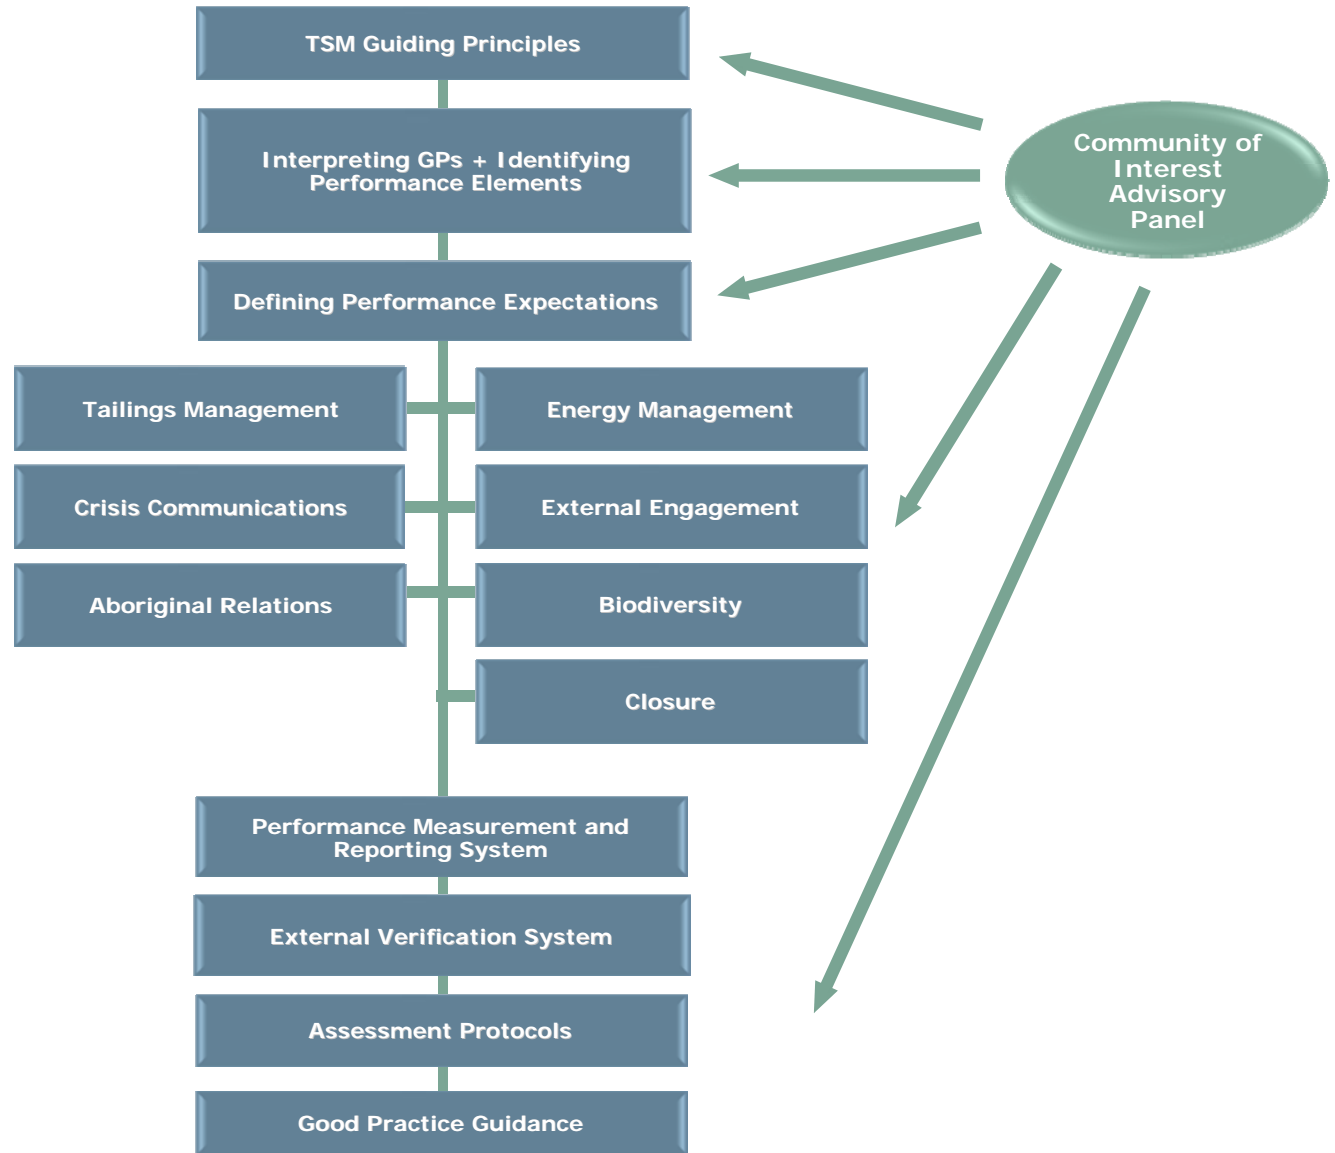 TSM Guiding Principles
Interpreting GPs + Identifying
Performance Elements
Defining Performance Expectations
Community of
Interest
Advisory
Panel
Tailings Management
Energy Management
Crisis Communications
External Engagement
Aboriginal Relations
Biodiversity
Closure
Performance Measurement and
Reporting System
External Verification System
Assessment Protocols
Good Practice Guidance